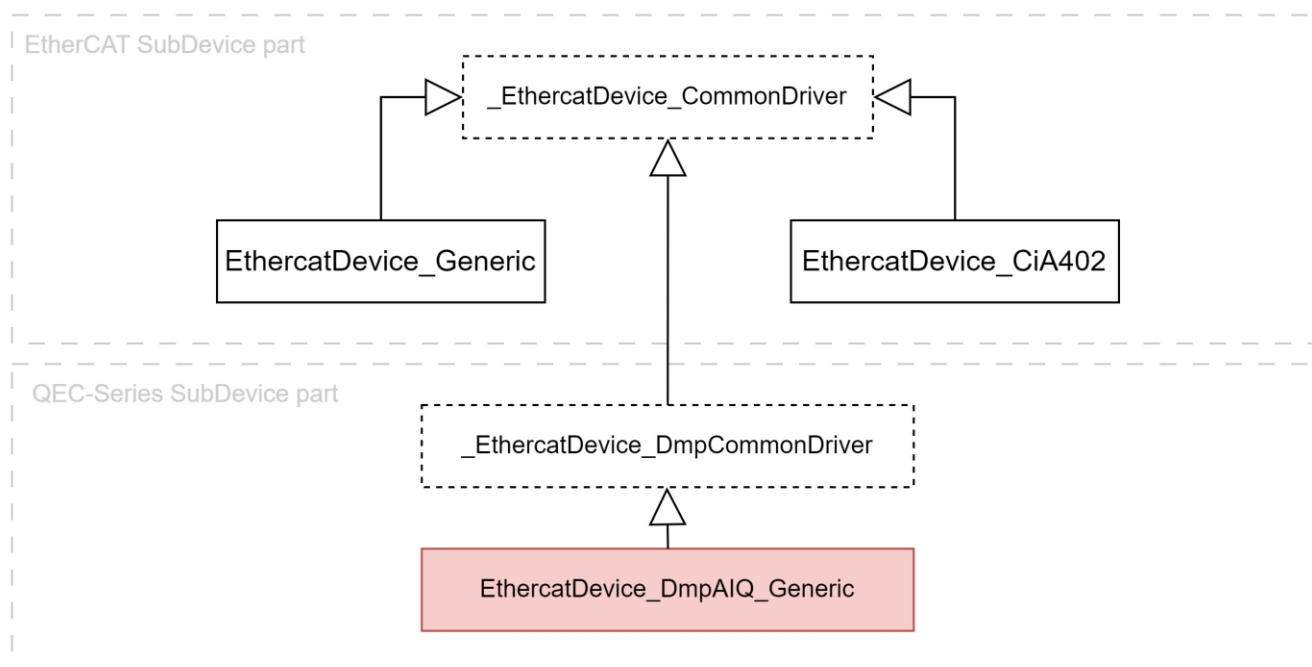 EtherCAT SubDevice part
_EthercatDevice_CommonDriver
EthercatDevice_Generic
EthercatDevice_CiA402
QEC-Series SubDevice part
_EthercatDevice_DmpCommonDriver
EthercatDevice_DmpAIQ_Generic